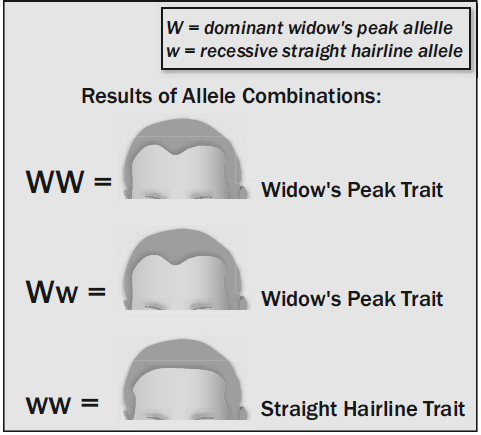 W = dominant widow's peak allelle
w = recessive straight hairline allele
Results of Allele Combinations:
WW =
Widow's Peak Trait
Ww =
Widow's Peak Trait
ww =
Straight Hairline Trait